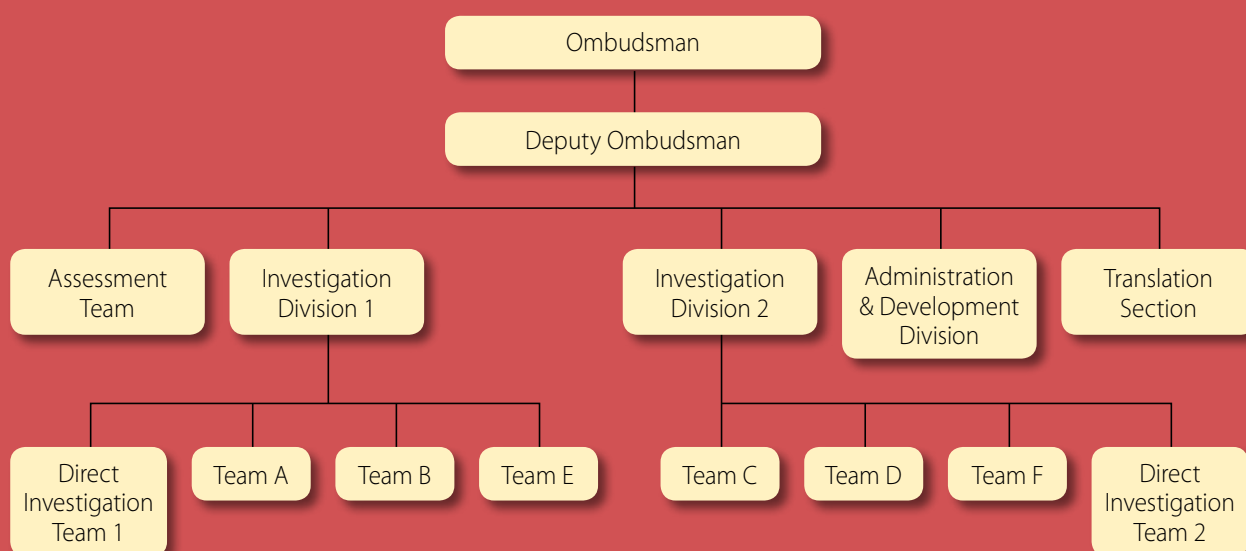 Ombudsman
Deputy Ombudsman
Assessment
Team
Investigation
Division 1
Investigation
Division 2
Administration
& Development
Division
Translation
Section
Direct
Investigation
Team 1
Team A
Team B
Team E
Team C
Team D
Team F
Direct
Investigation
Team 2